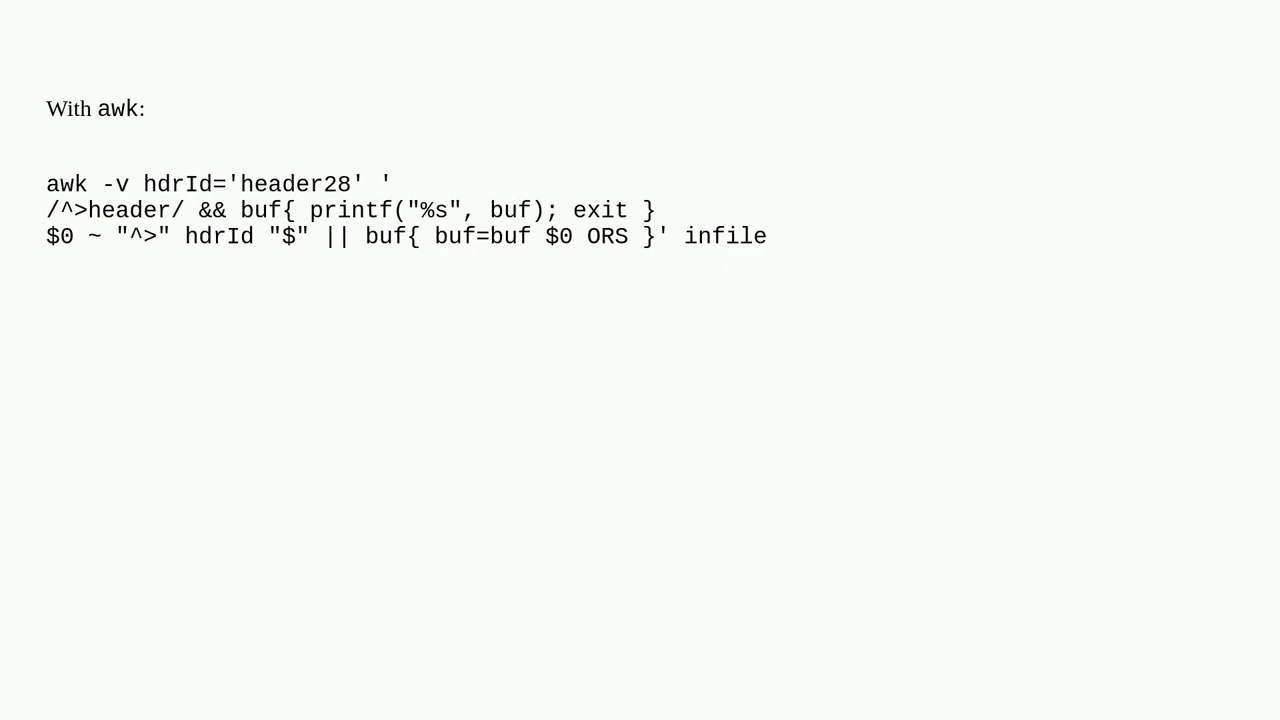 With awk:
awk -v hdrId='header28' '
/^>header/ && buf{ printf("%s", buf); exit }
$0 ~ "^>" hdrId "$" || buf{ buf=buf $0 ORS }' infile